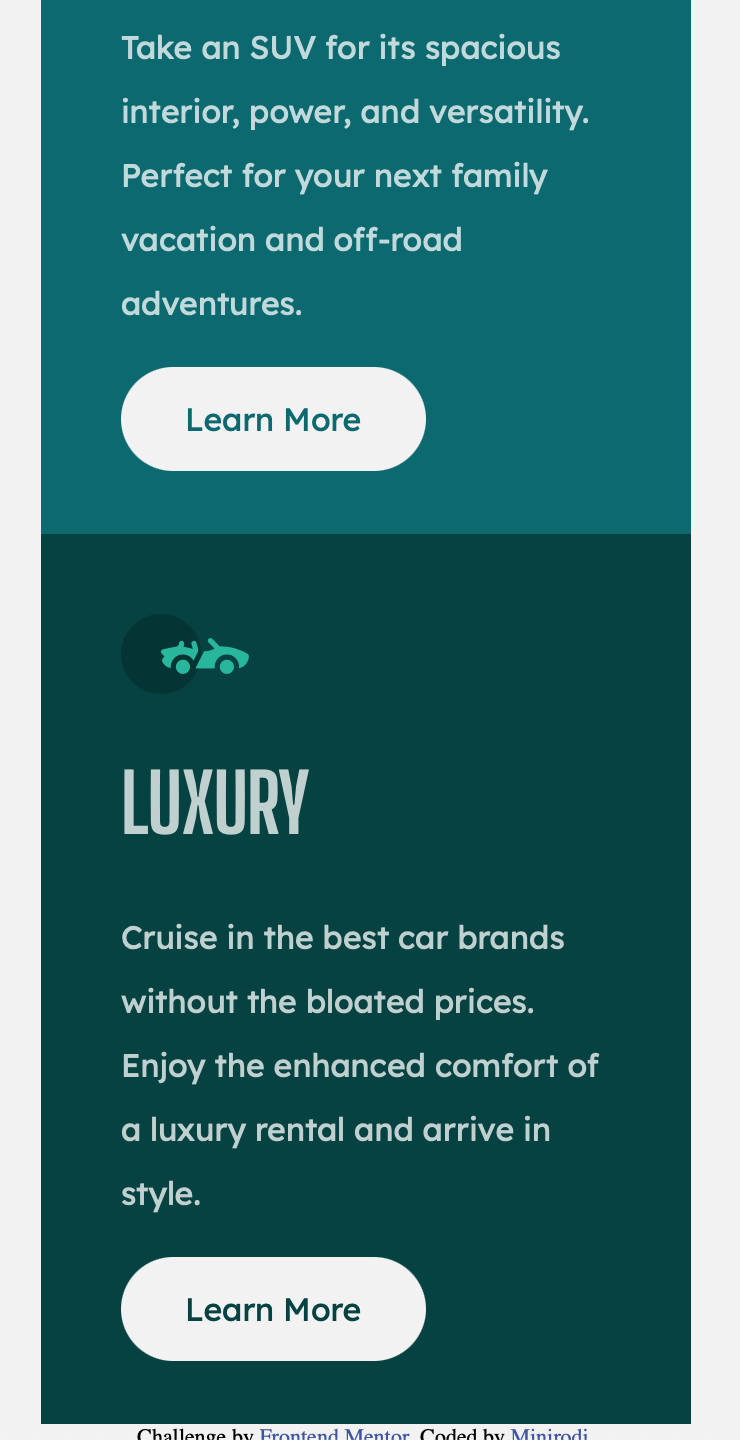 Take an SUV for its spacious
interior, power, and versatility.
Perfect for your next family
vacation and off-road
adventures.
Learn More
LUXURY
Cruise in the best car brands
without the bloated prices.
Enjoy the enhanced comfort of
a luxury rental and arrive in
style.
Learn More
Challenge by Frontend Mentor. Coded by Minirodi